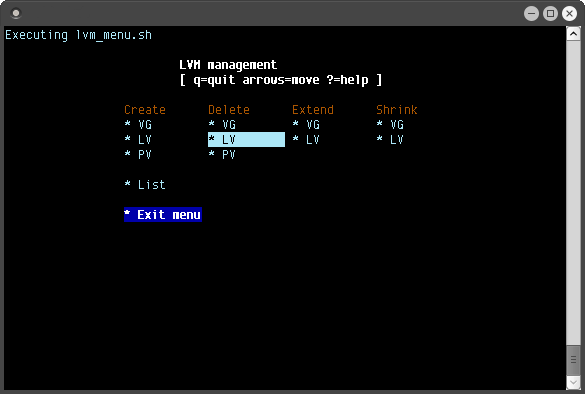 Executing lvm_menu.sh
LVM management
[ q=quit arrows=move ?=help ]
Create Delete Extend Shrink
* VG * VG * VG * VG
* LV * LV * LV * LV
* PV * PV
* List
* Exit menu